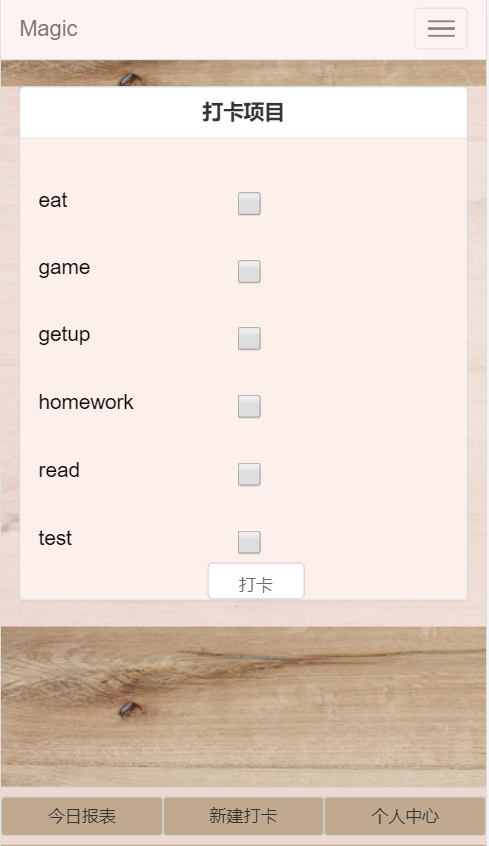 Magic
打卡项目
eat
game
getup
homework
read
test
打卡
今日报表 新建打卡 个人中心